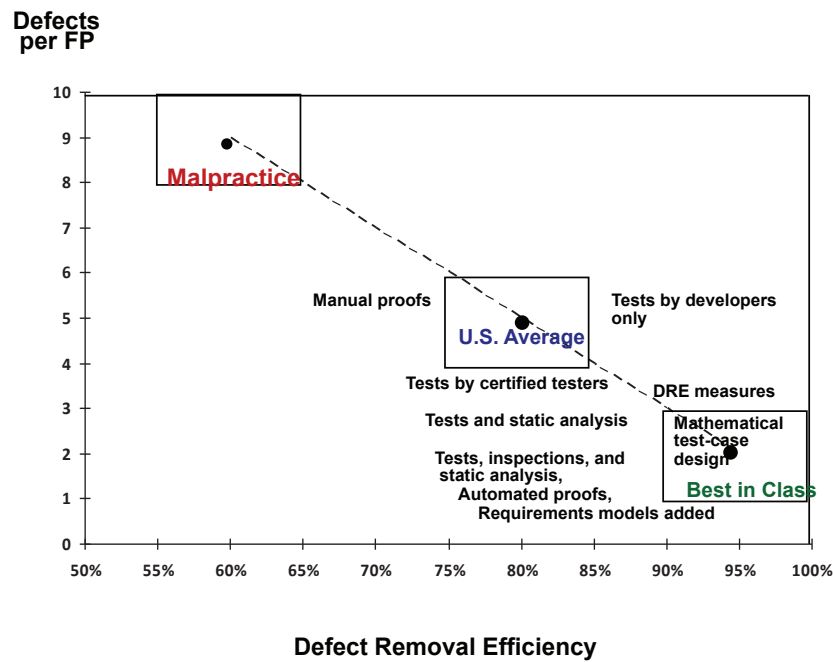 Defects
per FP
10
9
Malpractice
8
7
6
Manual proofs
Tests by developers
only
5
U.S. Average
4
Tests by certified testers
DRE measures
3
Tests and static analysis
Mathematical
test-case
design
2
Tests, inspections, and
static analysis,
Best in Class
1
Automated proofs,
Requirements models added
0
50% 55% 60% 65% 70% 75% 80% 85% 90% 95% 100%
Defect Removal Efficiency